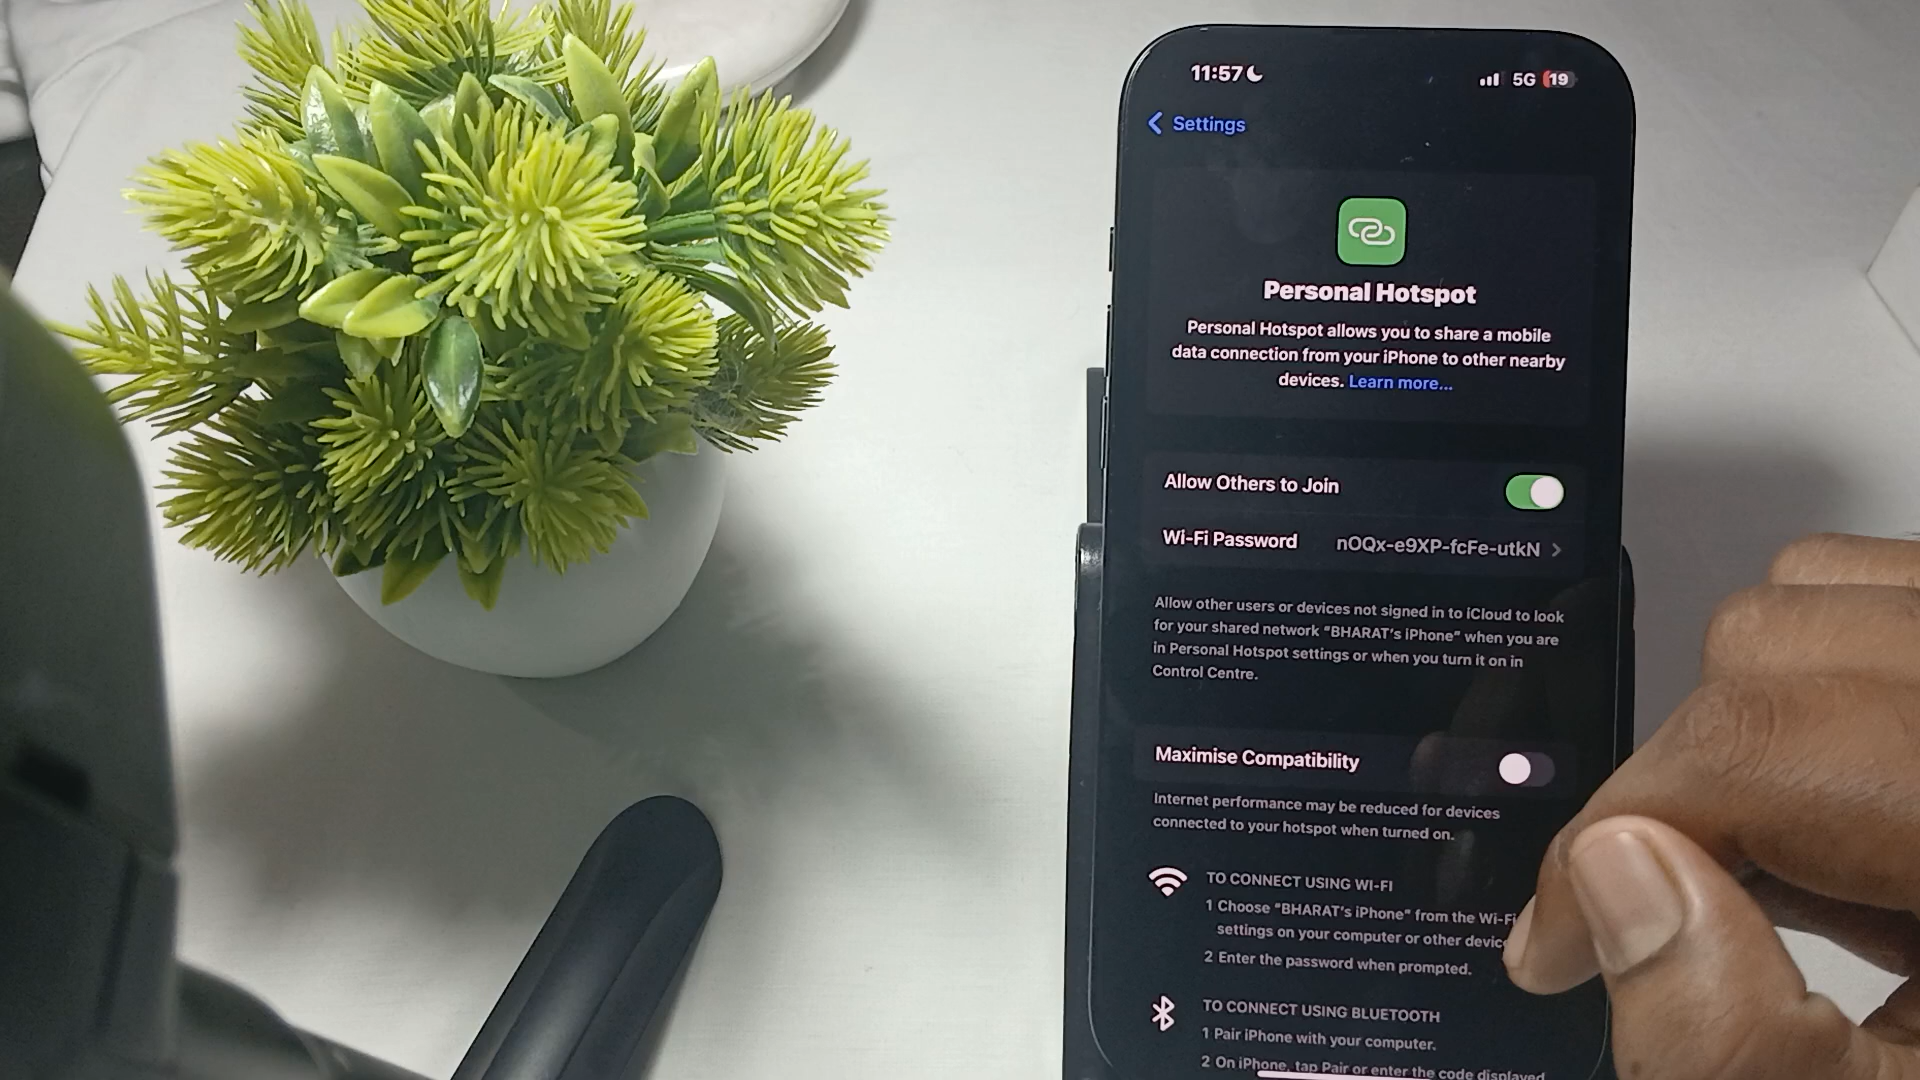 11:57
5G 19
Settings
Personal Hotspot
Personal Hotspot allows you to share a mobile
data connection from your iPhone to other nearby
devices. Learn more...
Allow Others to Join
Wi-Fi Password nOQx-e9XP-fcFe-utkN
Allow other users or devices not signed in to iCloud to look
for your shared network “BHARAT's iPhone” when you are
in Personal Hotspot settings or when you turn it on in
Control Centre.
Maximise Compatibility
Internet performance may be reduced for devices
connected to your hotspot when turned on.
TO CONNECT USING WI-FI
1 Choose “BHARAT's iPhone” from the Wi-Fi
settings on your computer or other devic
2 Enter the password when prompted.
TO CONNECT USING BLUETOOTH
1 Pair iPhone with your computer.
2 On iPhone, tap Pair or enter the code displayed